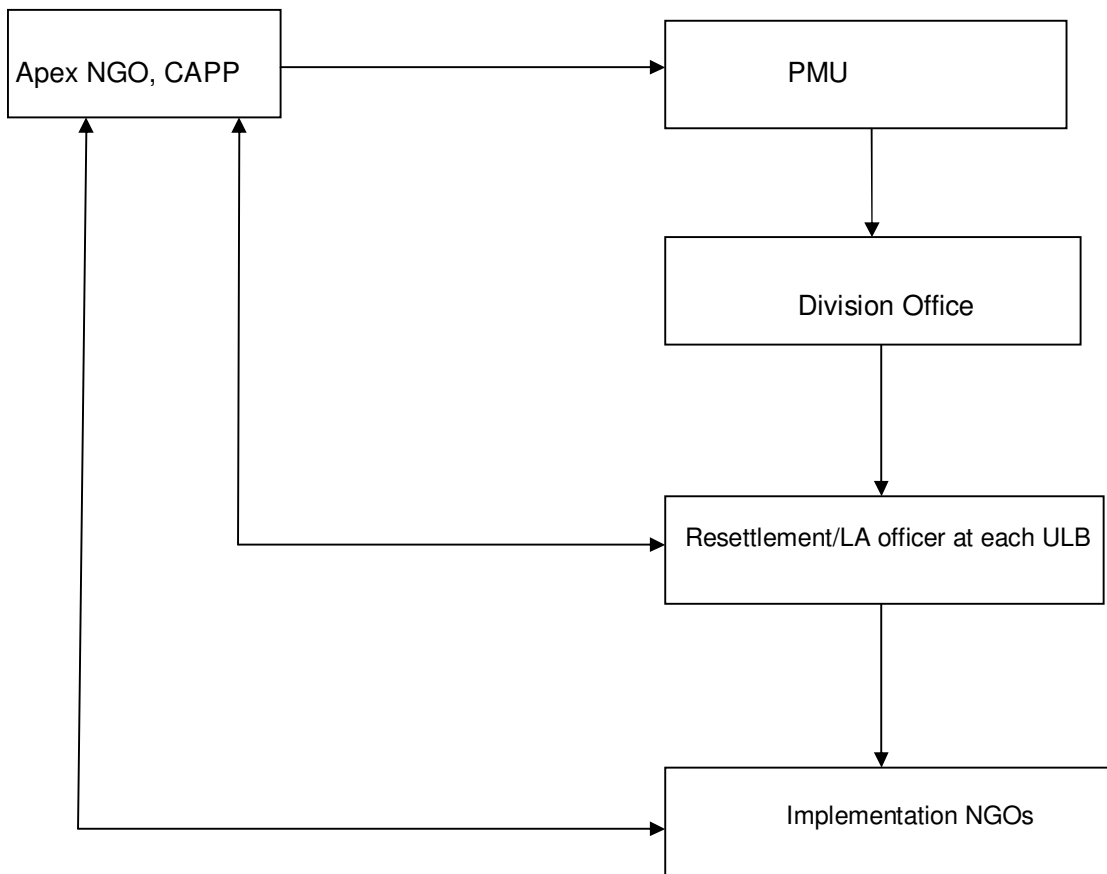 Apex NGO, CAPP
PMU
Division Office
Resettlement/LA officer at each ULB
Implementation NGOs